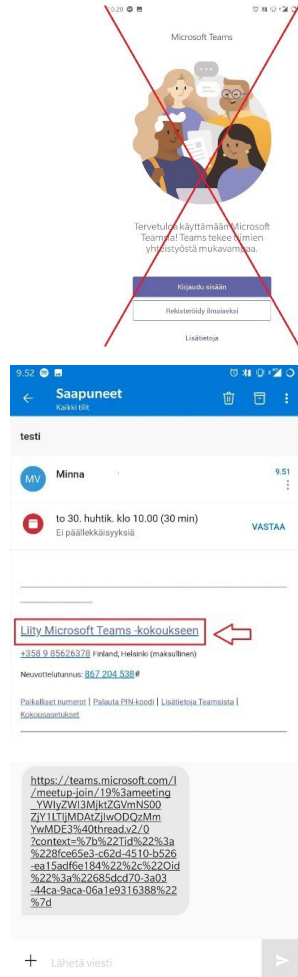 10.20
Microsoft Teams
Tervetuloa käyttämään Microsoft
Teamsia! Teams tekee tiimien
yhteistyöstä mukavampaa.
Kirjaudu sisään
Rekisteröidy ilmaiseksi
Lisätietoja
9.52
Saapuneet
Kaikki tilit
testi
MV
Minna
9.51
to 30. huhtik. klo 10.00 (30 min)
Ei päällekkäisyyksiä
VASTAA
Liity Microsoft Teams -kokoukseen
+358 9 85626378 Finland, Helsinki (maksullinen)
Neuvottelutunnus: 867 204 538#
Paikalliset numerot | Palauta PIN-koodi | Lisätietoja Teamsista |
Kokousasetukset
https://teams.microsoft.com/l
/meetup-join/19%3ameeting
_YWIyZWI3MjktZGVmNS00
ZjY1LTljMDAtZjIwODQzMm
YwMDE3%40thread.v2/0
?context=%7b%22Tid%22%3a
%228fce65e3-c62d-4510-b526
-ea15adf6e184%22%2c%22Oid
%22%3a%22685dcd70-3a03
-44ca-9aca-06a1e9316388%22
%7d
Lähetä viesti